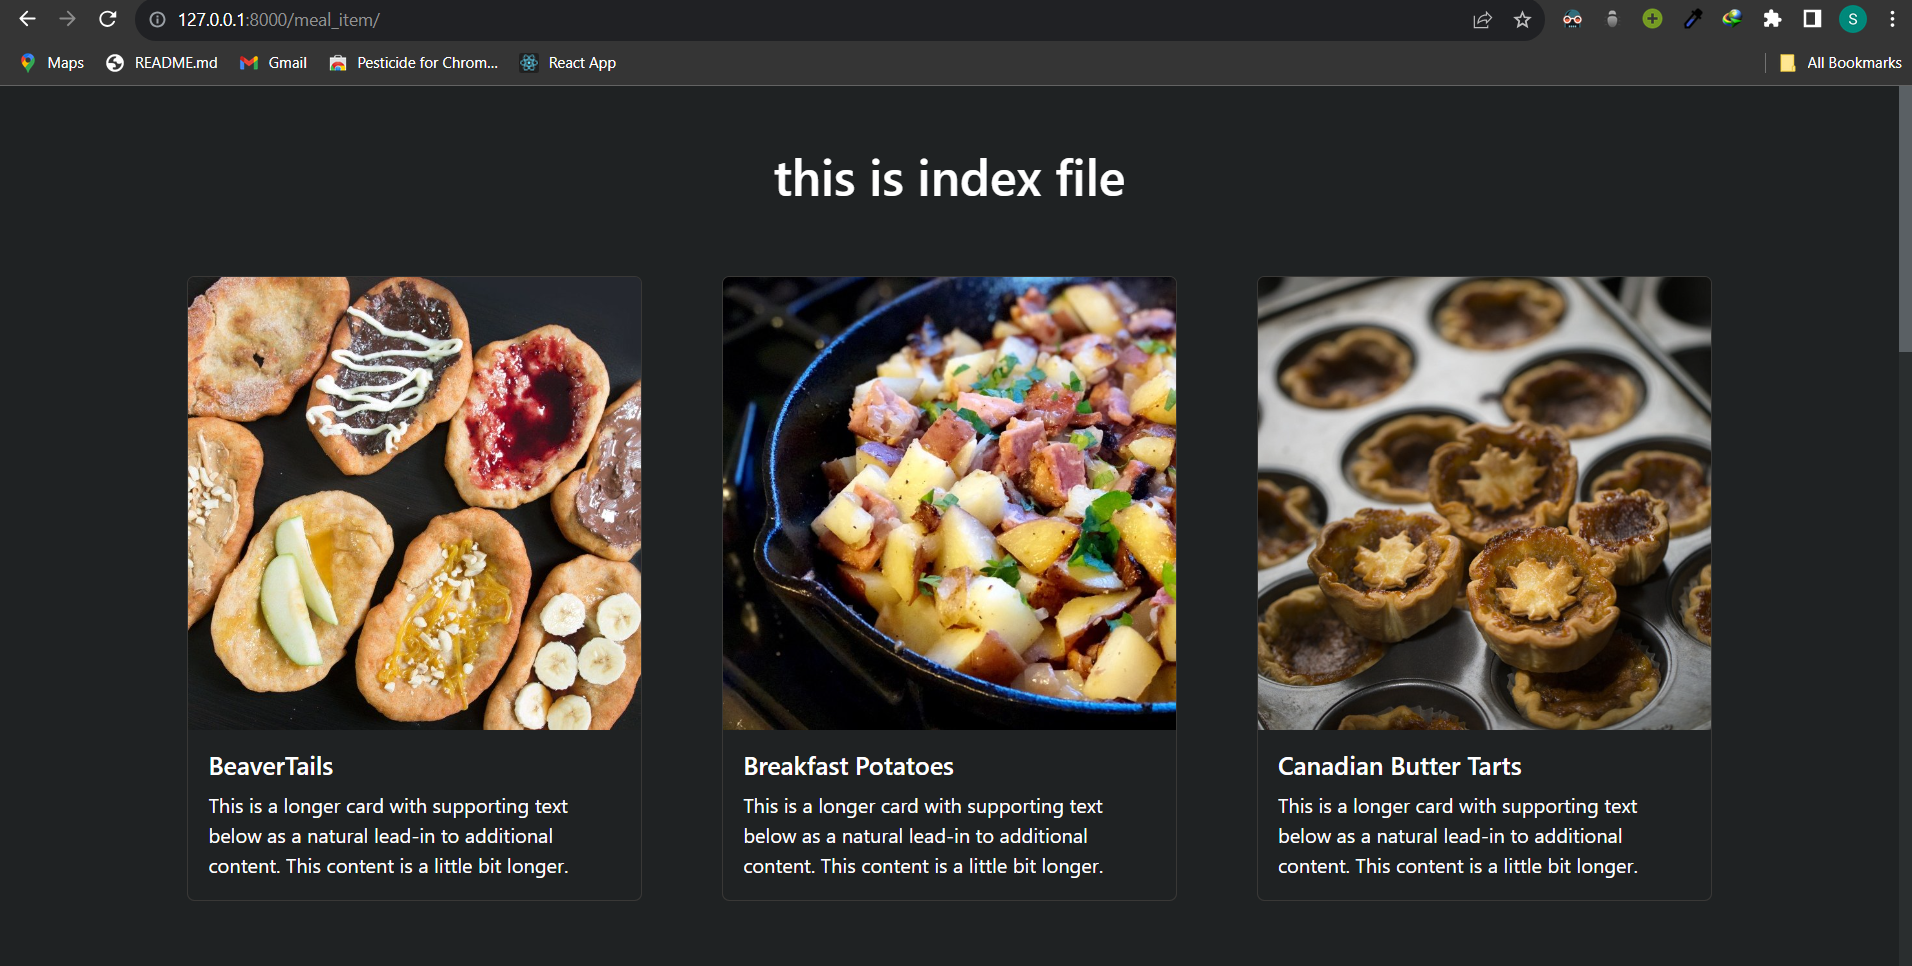 127.0.0.1:8000/meal_item/
S
Maps
README.md
Gmail
Pesticide for Chrom...
React App
All Bookmarks
this is index file
BeaverTails
This is a longer card with supporting text
below as a natural lead-in to additional
content. This content is a little bit longer.
Breakfast Potatoes
This is a longer card with supporting text
below as a natural lead-in to additional
content. This content is a little bit longer.
Canadian Butter Tarts
This is a longer card with supporting text
below as a natural lead-in to additional
content. This content is a little bit longer.